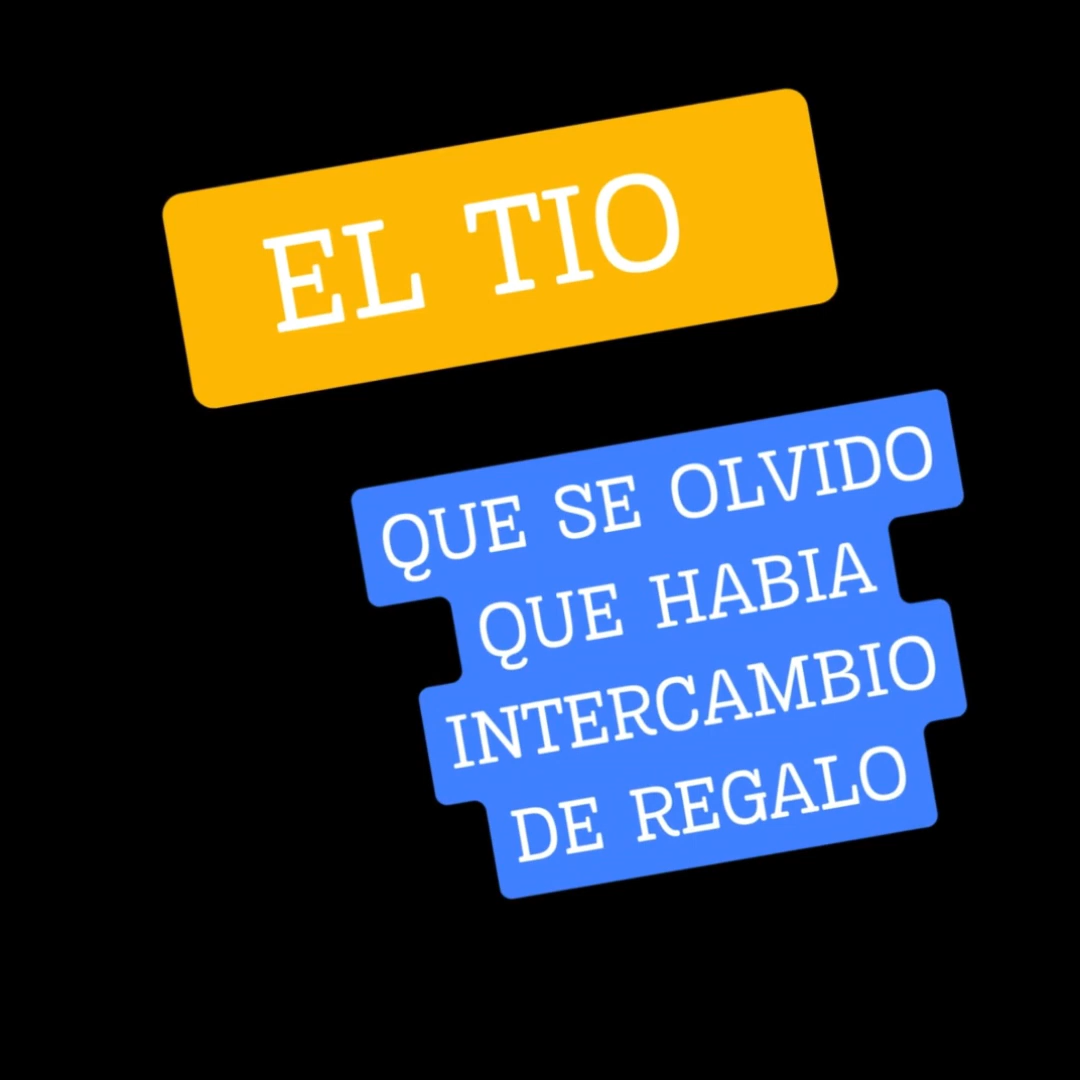 EL TIO
QUE SE OLVIDO
QUE HABIA
INTERCAMBIO
DE REGALO